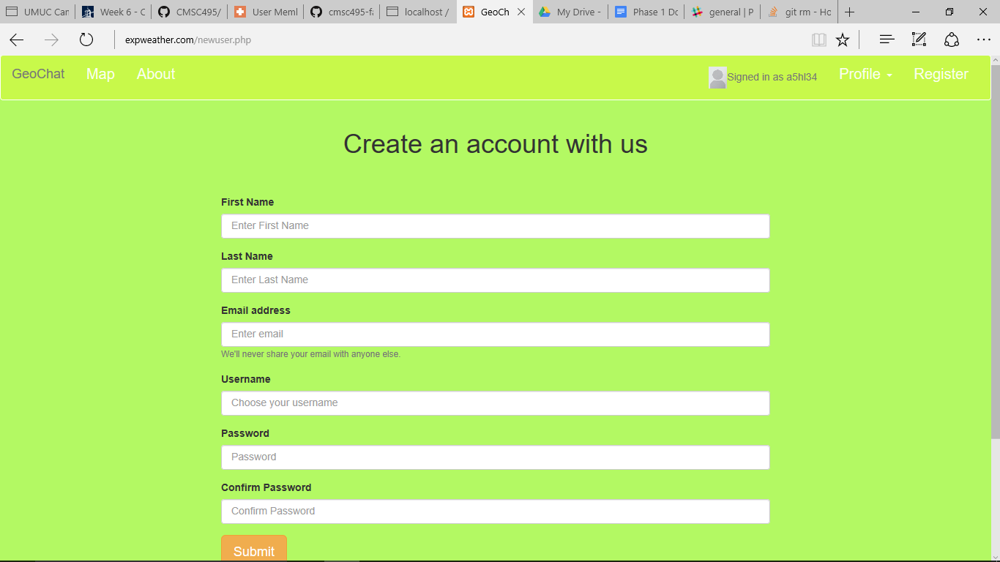 UMUC Can
Week 6 - C
CMSC495/
User Meml
cmsc495-fa
localhost /
GeoCh
My Drive -
Phase 1 Do
general | P
git rm - Ho
expweather.com/newuser.php
GeoChat Map About Signed in as a5hl34 Profile Register
Create an account with us
First Name
Enter First Name
Last Name
Enter Last Name
Email address
Enter email
We'll never share your email with anyone else.
Username
Choose your username
Password
Password
Confirm Password
Confirm Password
Submit